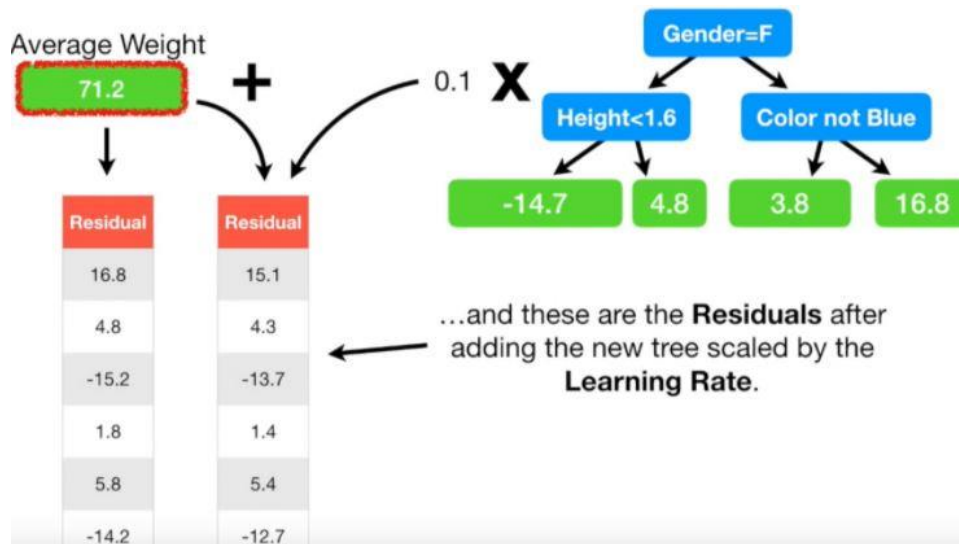 Average Weight
71.2
+
0.1 X
Gender=F
Height<1.6
Color not Blue
-14.7
4.8
3.8
16.8
Residual
Residual
16.8
15.1
4.8
4.3
-15.2
-13.7
1.8
1.4
5.8
5.4
-14.2
-12.7
...and these are the Residuals after
adding the new tree scaled by the
Learning Rate.